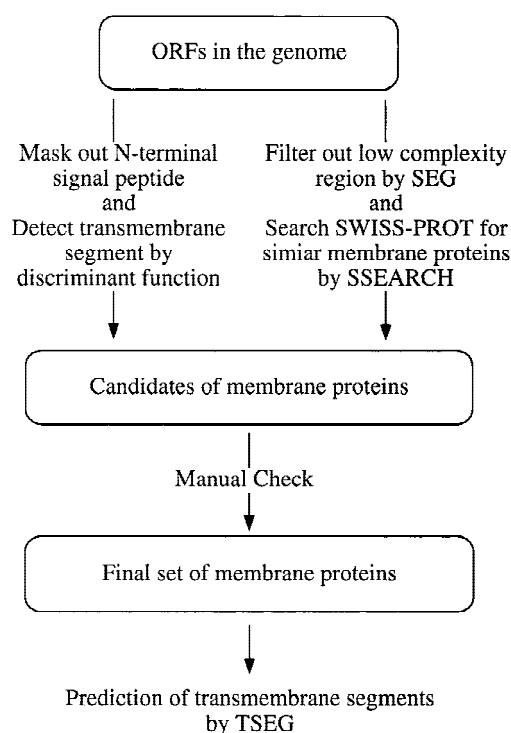 ORFs in the genome
Mask out N-terminal
signal peptide
and
Detect transmembrane
segment by
discriminant function
Filter out low complexity
region by SEG
and
Search SWISS-PROT for
simiar membrane proteins
by SSEARCH
Candidates of membrane proteins
Manual Check
Final set of membrane proteins
Prediction of transmembrane segments
by TSEG